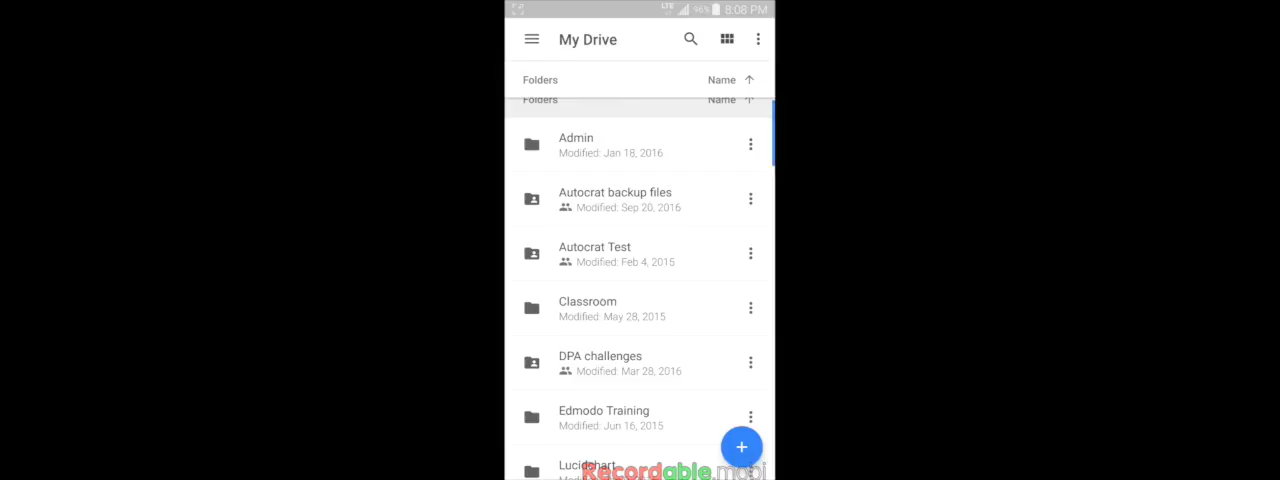 LTE 96% 8:08 PM
My Drive
Folders Name
Folders Name
Admin
Modified: Jan 18, 2016
Autocrat backup files
Modified: Sep 20, 2016
Autocrat Test
Modified: Feb 4, 2015
Classroom
Modified: May 28, 2015
DPA challenges
Modified: Mar 28, 2016
Edmodo Training
Modified: Jun 16, 2015
Lucidchart
Recordable.mobi